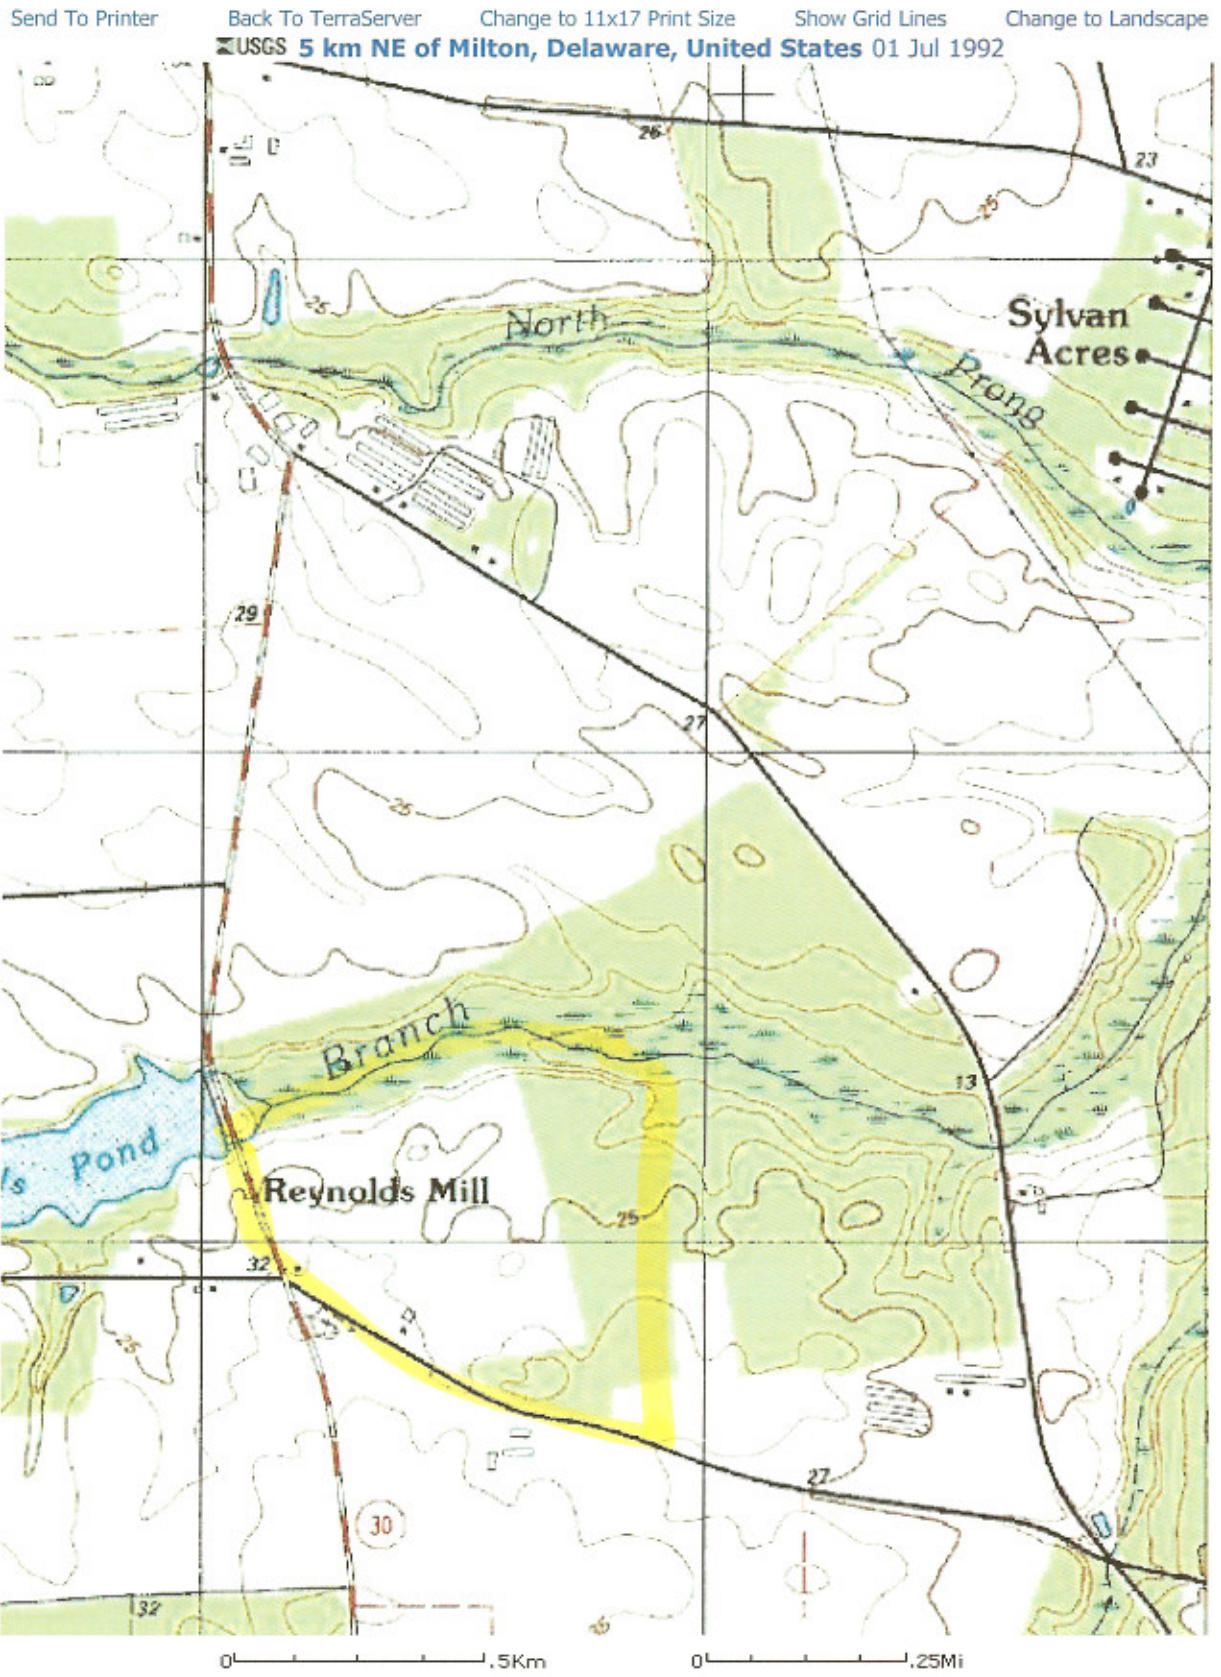 Send To Printer Back To TerraServer Change to 11x17 Print Size Show Grid Lines Change to Landscape
USGS 5 km NE of Milton, Delaware, United States 01 Jul 1992
26
23
25
25
North
Sylvan
Acres
Prong
29
27
25
Branch
13
's Pond
Reynolds Mill
25
32
25
27
30
32
0 .5Km 0 .25Mi